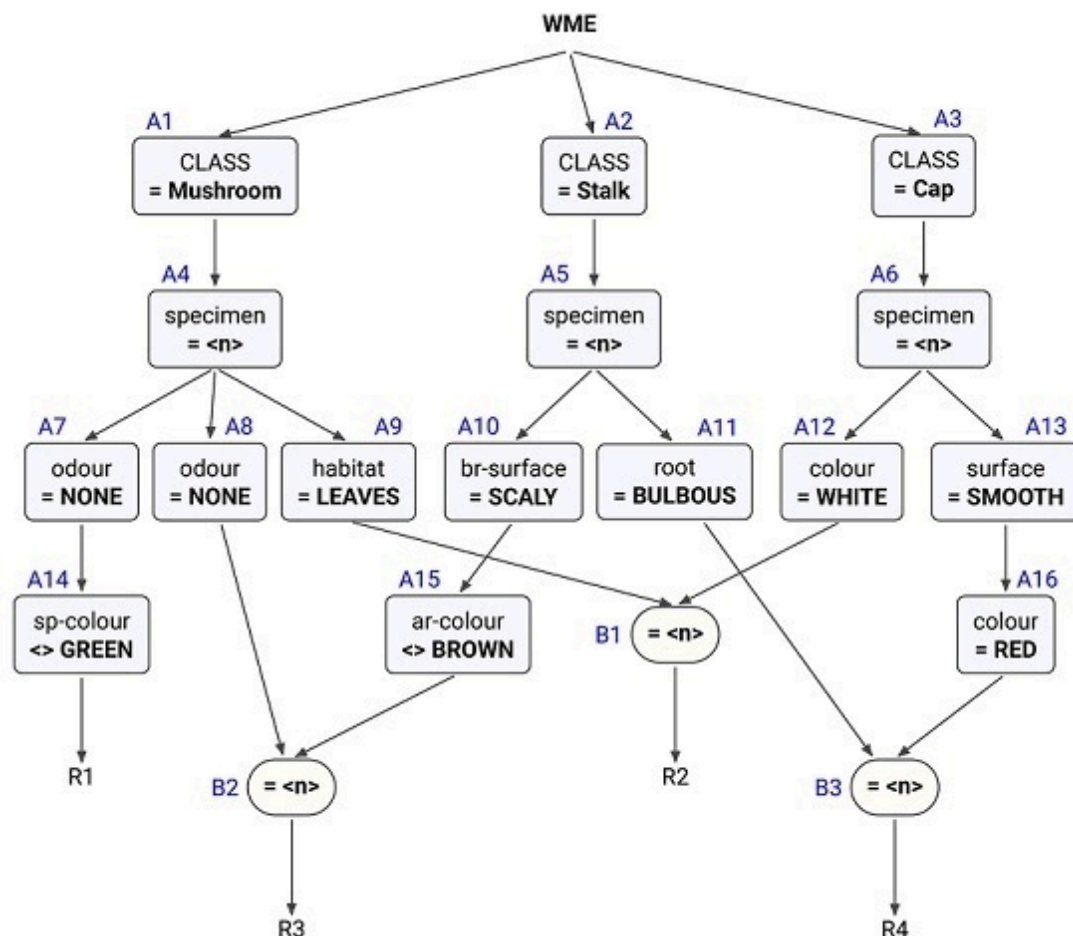 WME
A1
A2
A3
CLASS
= Mushroom
CLASS
= Stalk
CLASS
= Cap
A4
A5
A6
specimen
= <n>
specimen
= <n>
specimen
= <n>
A7
A8
A9
A10
A11
A12
A13
odour
= NONE
odour
= NONE
habitat
= LEAVES
br-surface
= SCALY
root
= BULBOUS
colour
= WHITE
surface
= SMOOTH
A14
A15
A16
sp-colour
<> GREEN
ar-colour
<> BROWN
B1
= <n>
colour
= RED
R1
B2
= <n>
R2
B3
= <n>
R3
R4